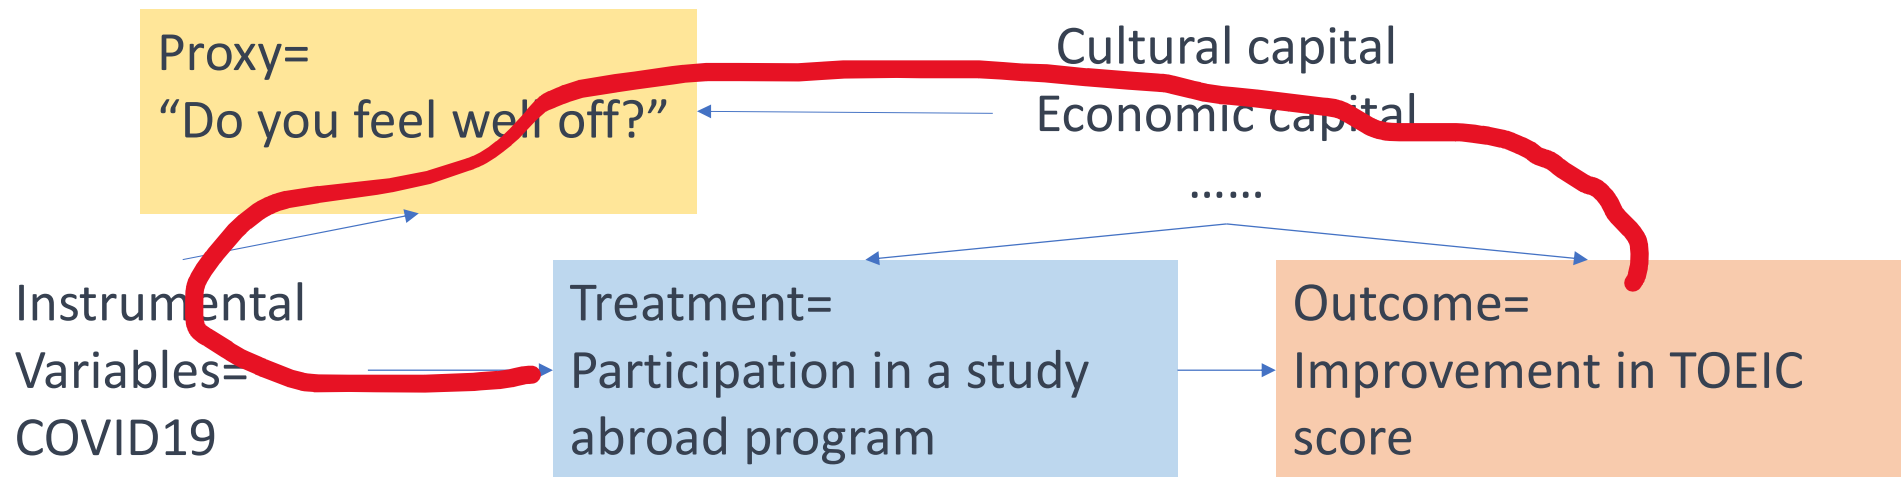 Proxy=
“Do you feel well off?”
Cultural capital
Economic capital
……
Instrumental
Variables=
COVID19
Treatment=
Participation in a study
abroad program
Outcome=
Improvement in TOEIC
score